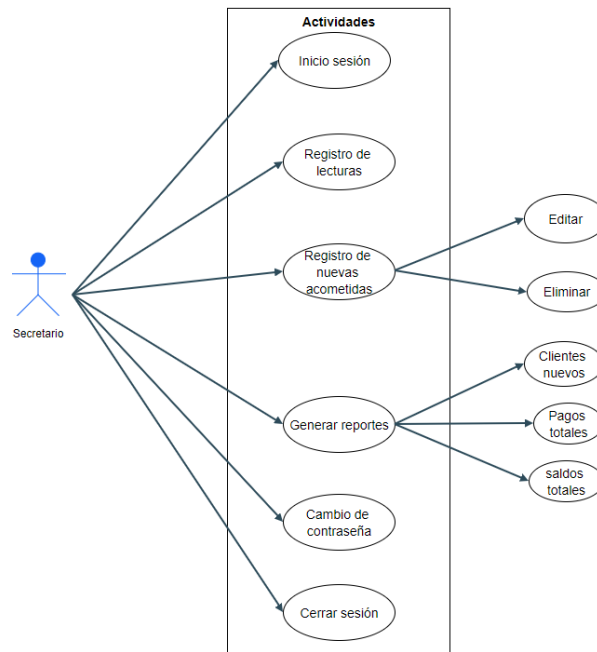 Actividades
Inicio sesión
Registro de
lecturas
Registro de
nuevas
acometidas
Editar
Eliminar
Secretario
Generar reportes
Clientes
nuevos
Pagos
totales
saldos
totales
Cambio de
contraseña
Cerrar sesión